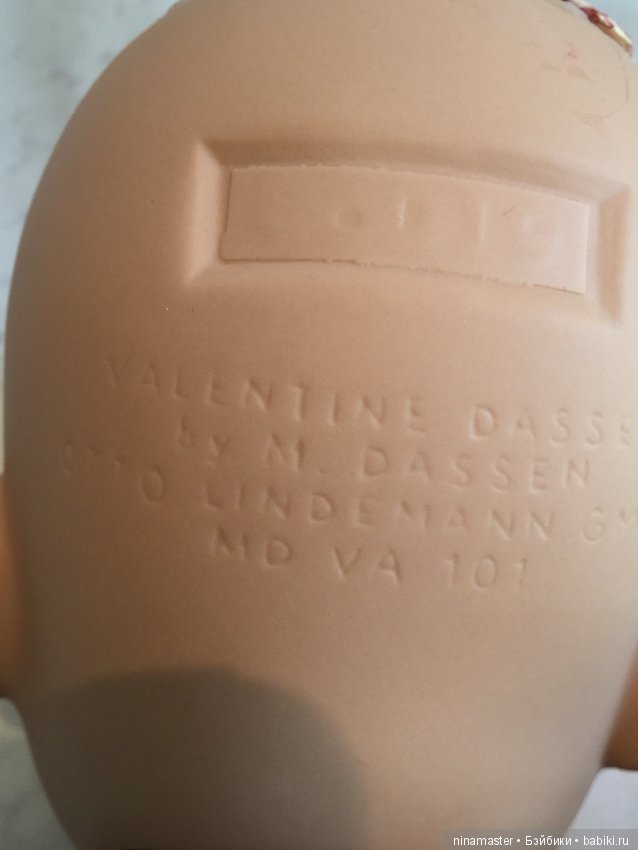 VALENTINE DASSE
by M. DASSEN
OTTO LINDEMANN GM
MD VA 101
ninamaster • Бэйбики • babiki.ru